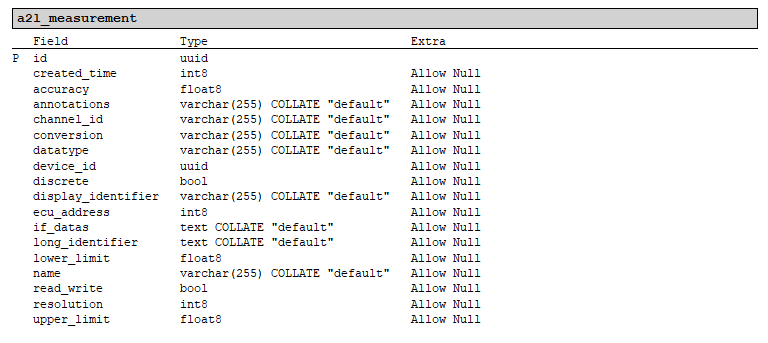 a2l_measurement
Field Type Extra
P id uuid
created_time int8 Allow Null
accuracy float8 Allow Null
annotations varchar(255) COLLATE "default" Allow Null
channel_id varchar(255) COLLATE "default" Allow Null
conversion varchar(255) COLLATE "default" Allow Null
datatype varchar(255) COLLATE "default" Allow Null
device_id uuid Allow Null
discrete bool Allow Null
display_identifier varchar(255) COLLATE "default" Allow Null
ecu_address int8 Allow Null
if_datas text COLLATE "default" Allow Null
long_identifier text COLLATE "default" Allow Null
lower_limit float8 Allow Null
name varchar(255) COLLATE "default" Allow Null
read_write bool Allow Null
resolution int8 Allow Null
upper_limit float8 Allow Null